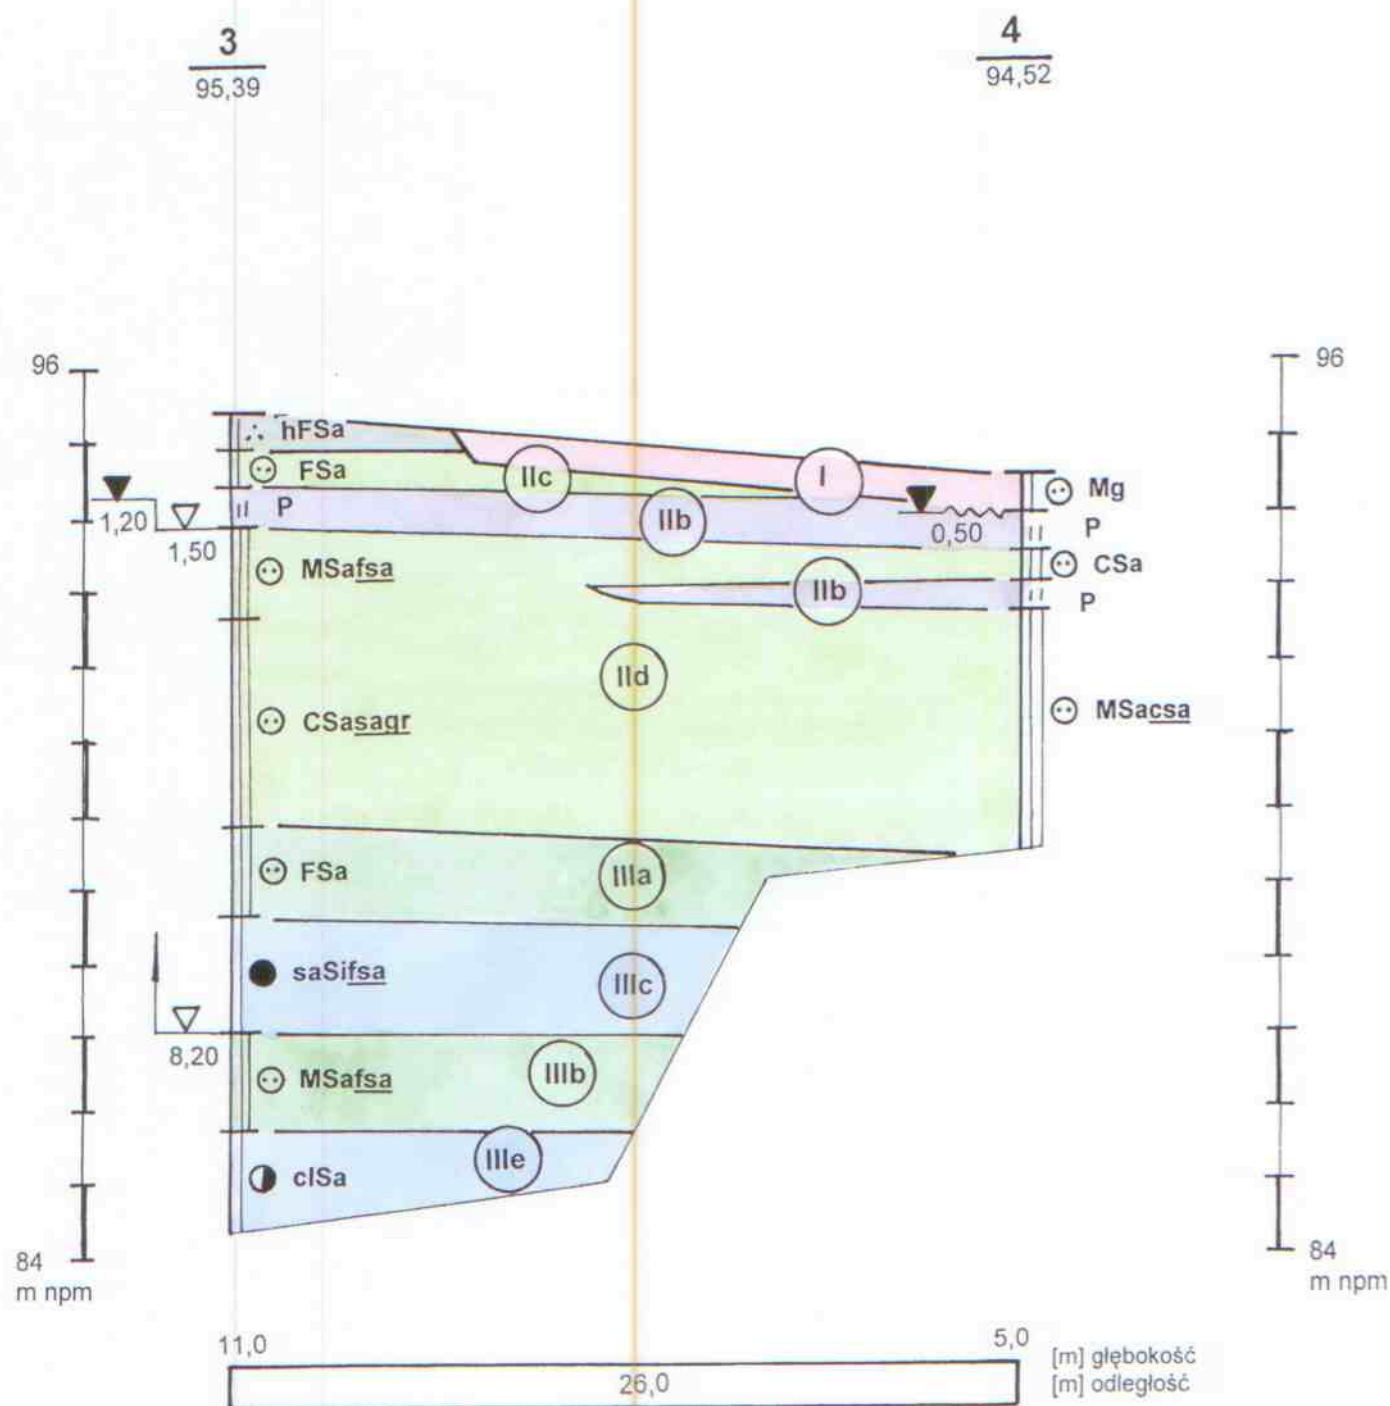 3
95,39
4
94,52
96
96
hFSa
FSa
IIc
I
Mg
P
IIb
P
1,20
1,50
0,50
MSafsa
CSa
IIb
P
IId
CSasagr
MSacsa
FSa
IIIa
saSifsa
IIIc
8,20
MSafsa
IIIb
IIIe
clSa
84
m npm
84
m npm
11,0
5,0
[m] głębokość
26,0
[m] odległość